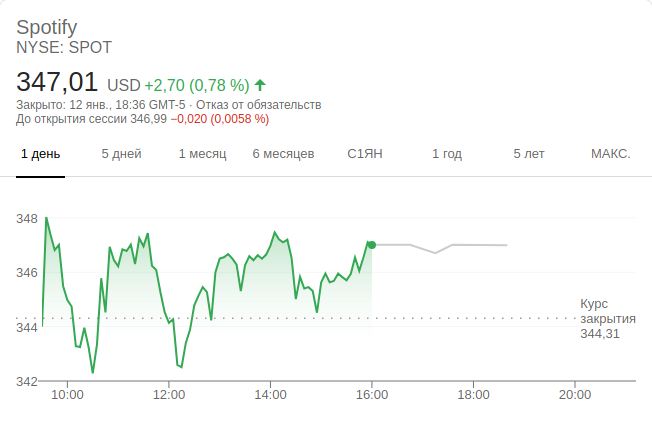 Spotify
NYSE: SPOT
347,01 USD +2,70 (0,78 %)
Закрыто: 12 янв., 18:36 GMT-5 · Отказ от обязательств
До открытия сессии 346,99 −0,020 (0,0058 %)
1 день 5 дней 1 месяц 6 месяцев С1ЯН 1 год 5 лет МАКС.
348
346
344
342
Курс
закрытия
344,31
10:00 12:00 14:00 16:00 18:00 20:00